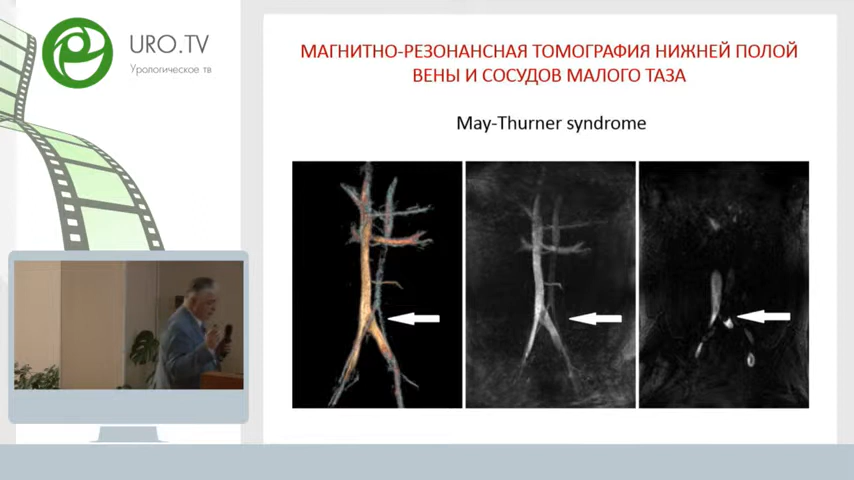 URO.TV
Урологическое тв
МАГНИТНО-РЕЗОНАНСНАЯ ТОМОГРАФИЯ НИЖНЕЙ ПОЛОЙ
ВЕНЫ И СОСУДОВ МАЛОГО ТАЗА
May-Thurner syndrome